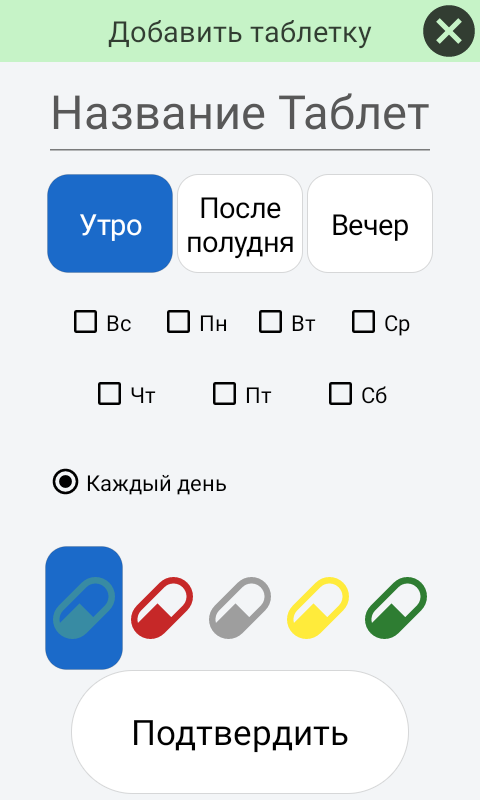 Добавить таблетку
Название Таблет
Утро
После
полудня
Вечер
Вс Пн Вт Ср
Чт Пт Сб
Каждый день
Подтвердить